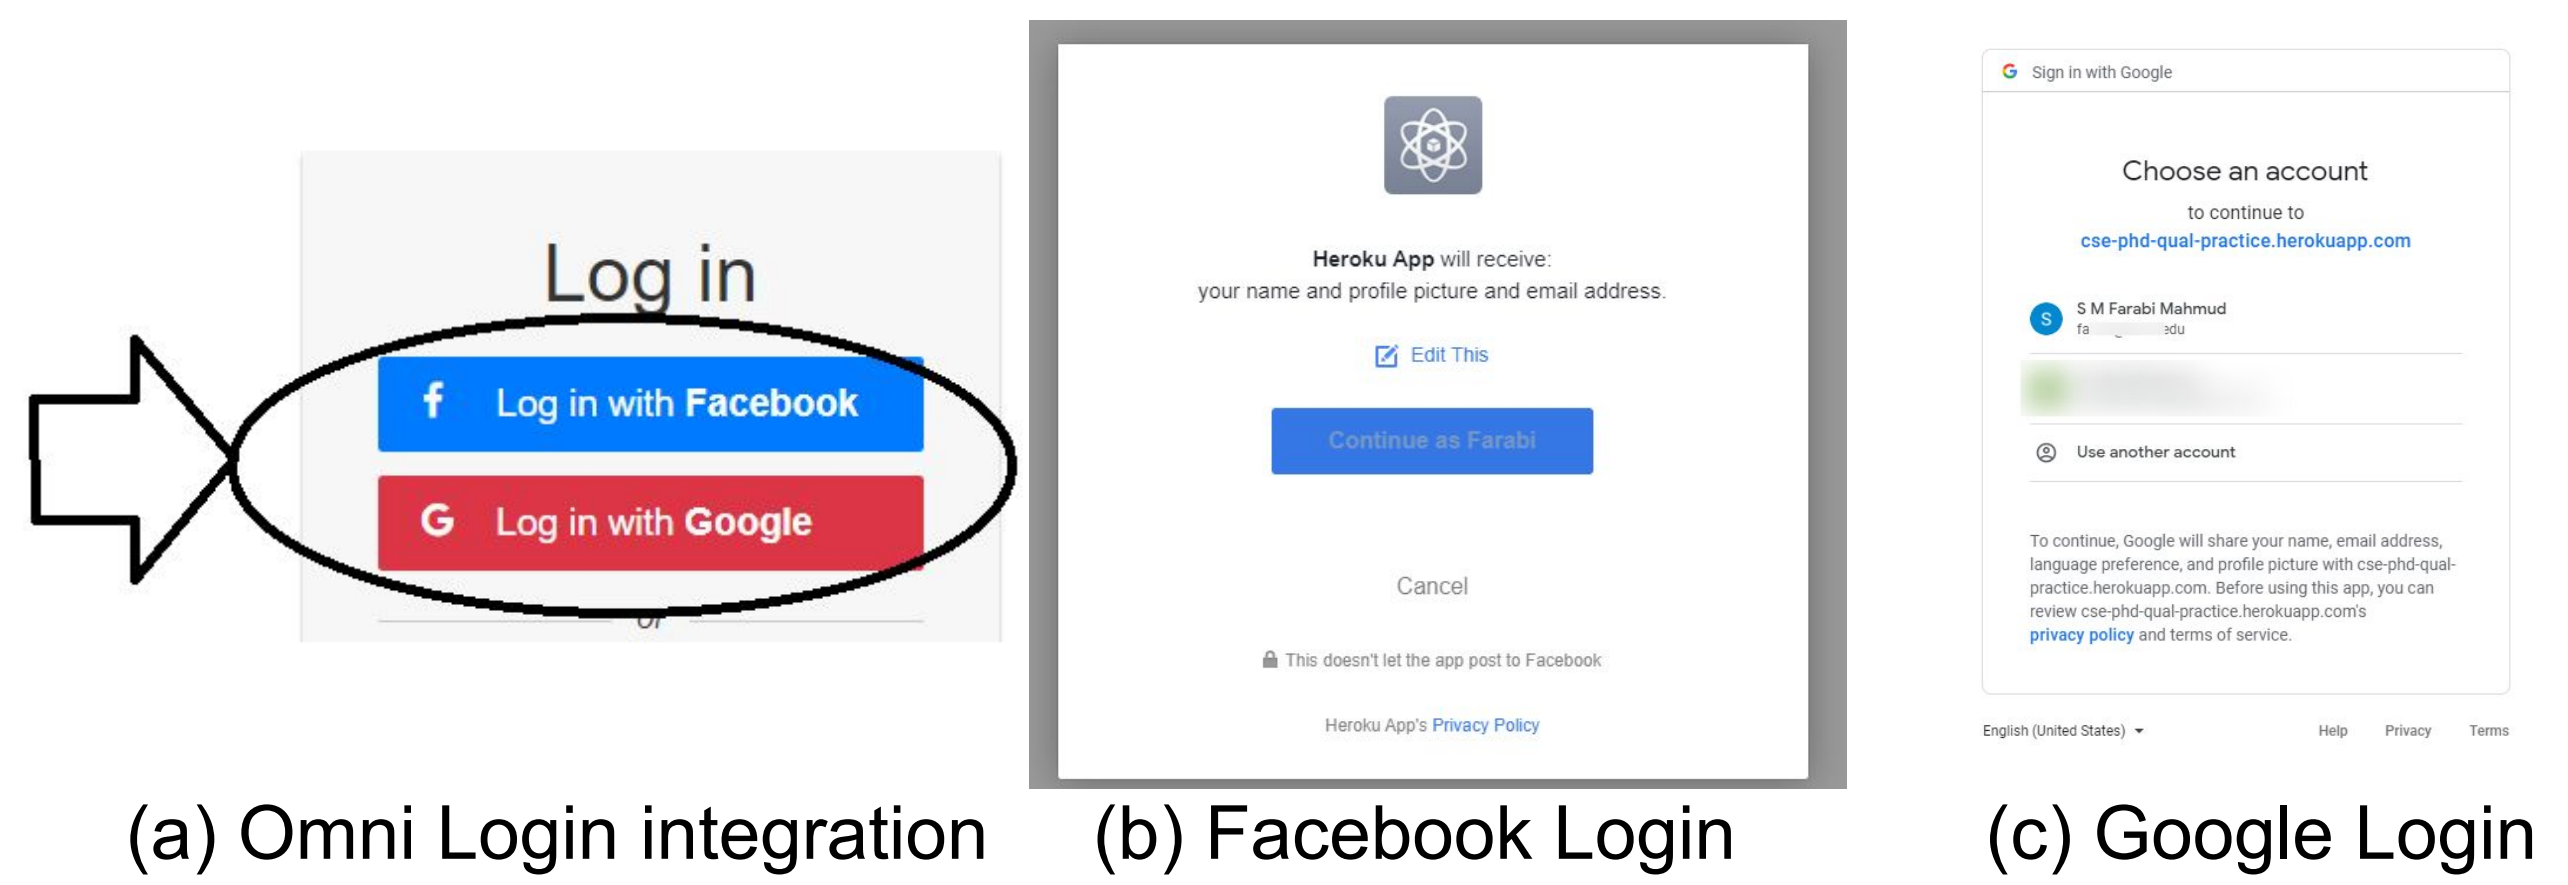 Log in
f Log in with Facebook
G Log in with Google
or
Heroku App will receive:
your name and profile picture and email address.
Edit This
Continue as Farabi
Cancel
This doesn't let the app post to Facebook
Heroku App's Privacy Policy
G Sign in with Google
Choose an account
to continue to
cse-phd-qual-practice.herokuapp.com
S
S M Farabi Mahmud
fa edu
Use another account
To continue, Google will share your name, email address,
language preference, and profile picture with cse-phd-qual-
practice.herokuapp.com. Before using this app, you can
review cse-phd-qual-practice.herokuapp.com's
privacy policy and terms of service.
English (United States)
Help Privacy Terms
(a) Omni Login integration
(b) Facebook Login
(c) Google Login